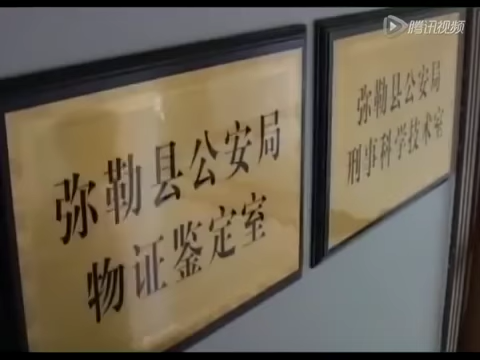 腾讯视频
弥勒县公安局
物证鉴定室
弥勒县公安局
刑事科学技术室